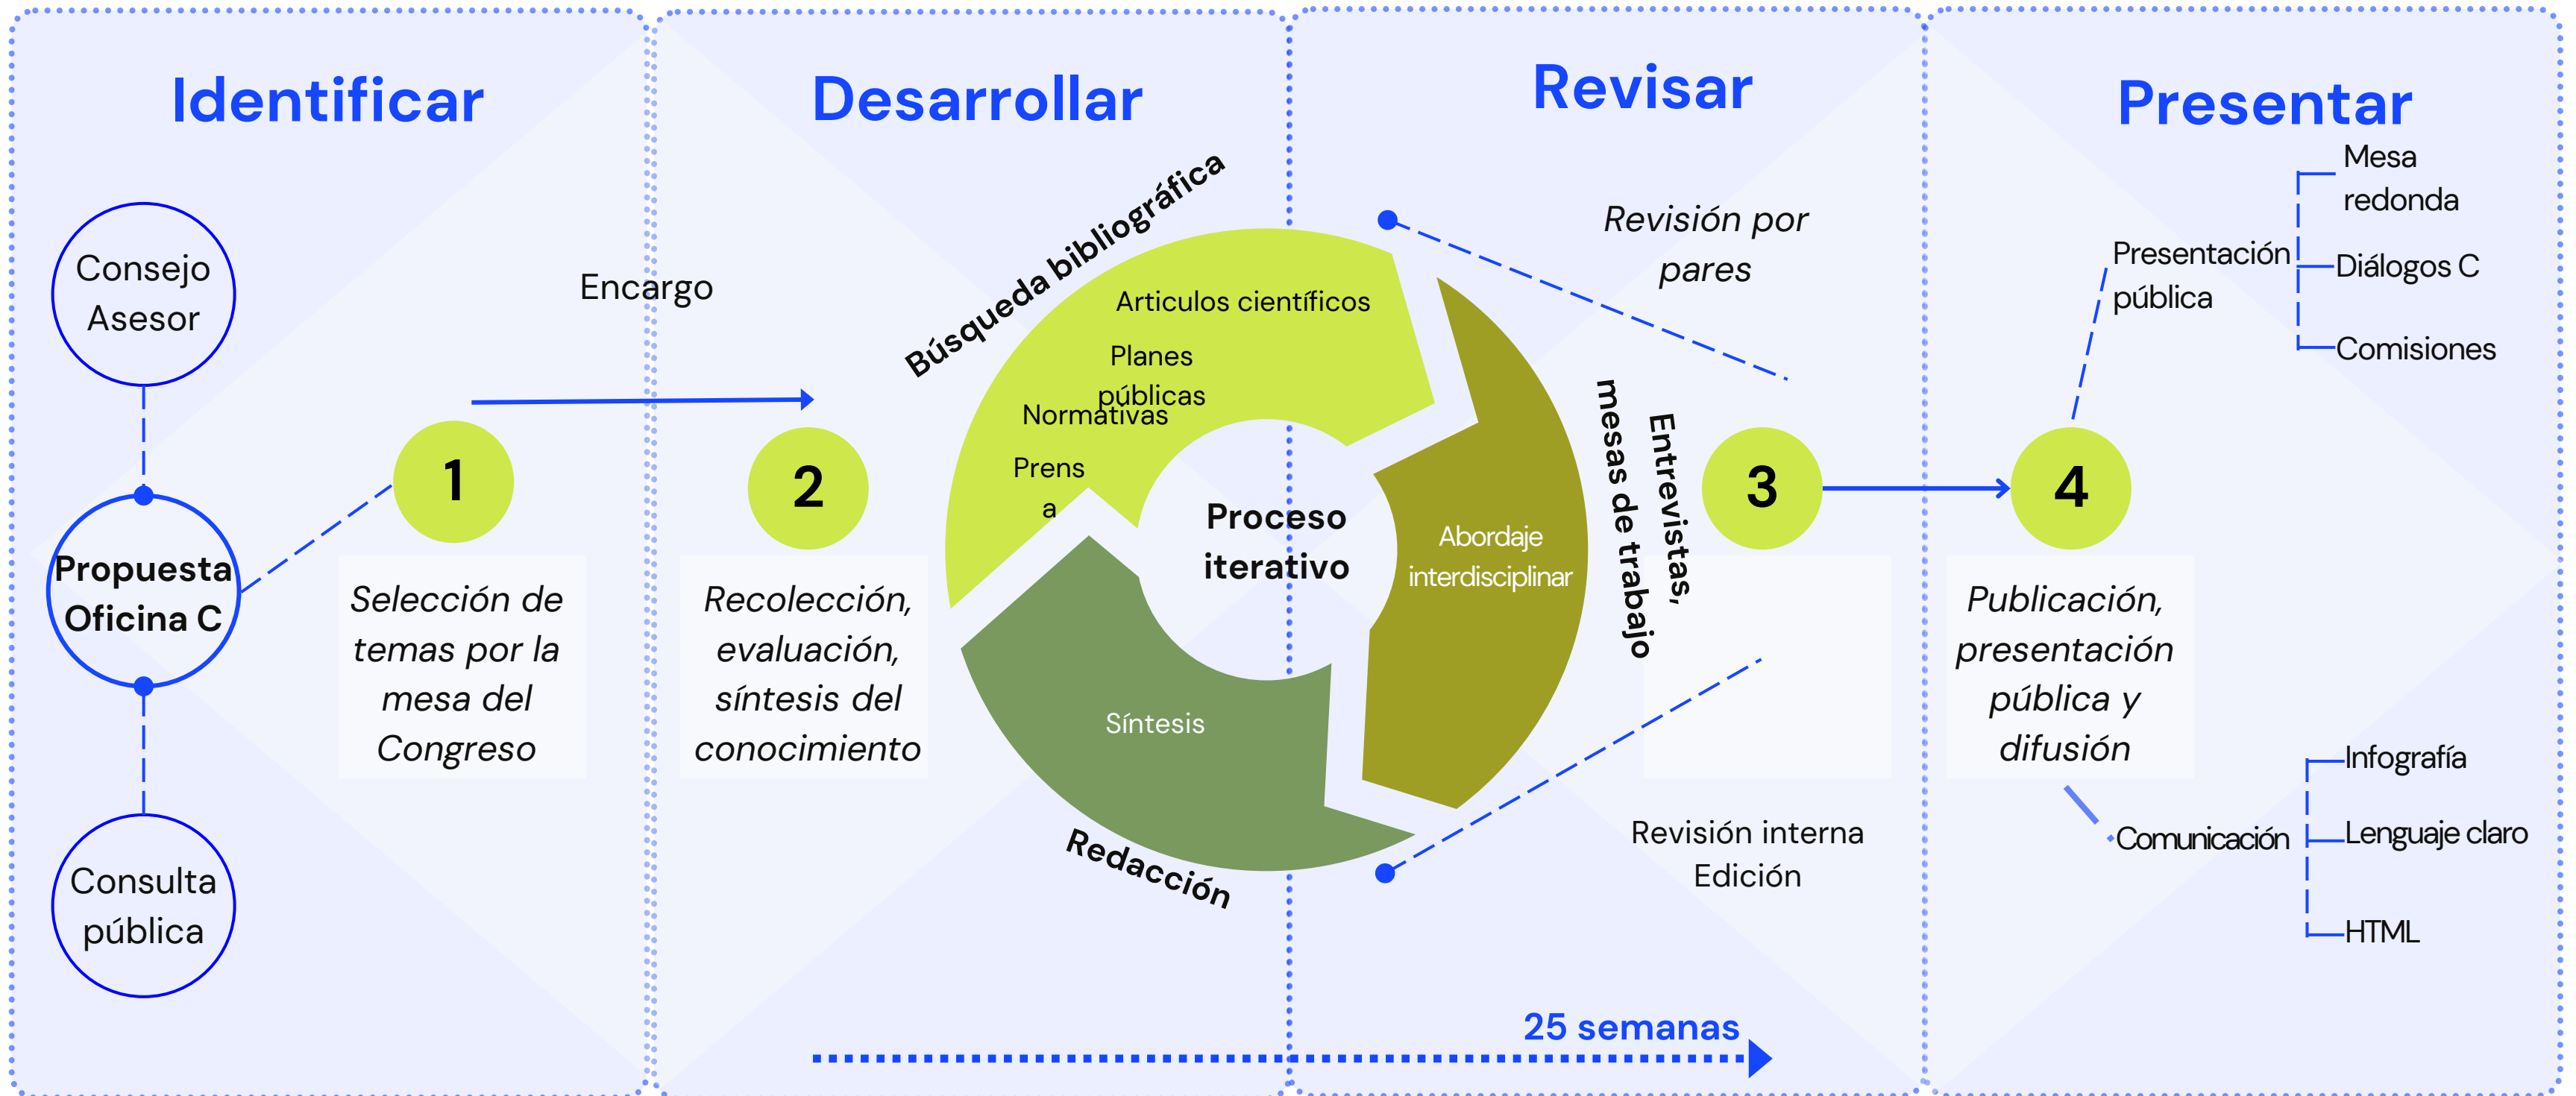 Identificar
Consejo
Asesor
Propuesta
Oficina C
Consulta
pública
1
Selección de
temas por la
mesa del
Congreso
Encargo
Desarrollar
2
Recolección,
evaluación,
síntesis del
conocimiento
Búsqueda bibliográfica
Articulos científicos
Planes
públicas
Normativas
Prens
a
Proceso
iterativo
Abordaje
interdisciplinar
Entrevistas,
mesas de trabajo
Síntesis
Redacción
Revisar
Revisión por
pares
3
Revisión interna
Edición
25 semanas
Presentar
Mesa
redonda
Presentación
pública
Diálogos C
Comisiones
4
Publicación,
presentación
pública y
difusión
Infografía
Comunicación
Lenguaje claro
HTML